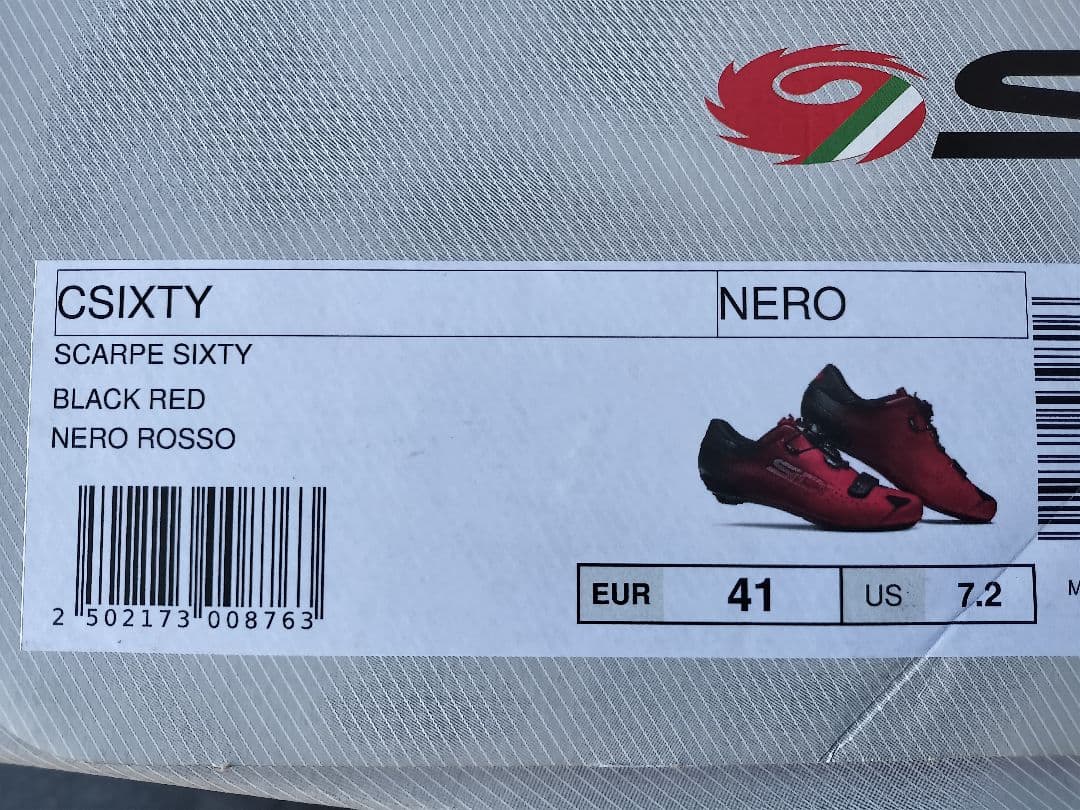 CSIXTY NERO
SCARPE SIXTY
BLACK RED
NERO ROSSO
EUR 41 US 7.2
2 502173 008763